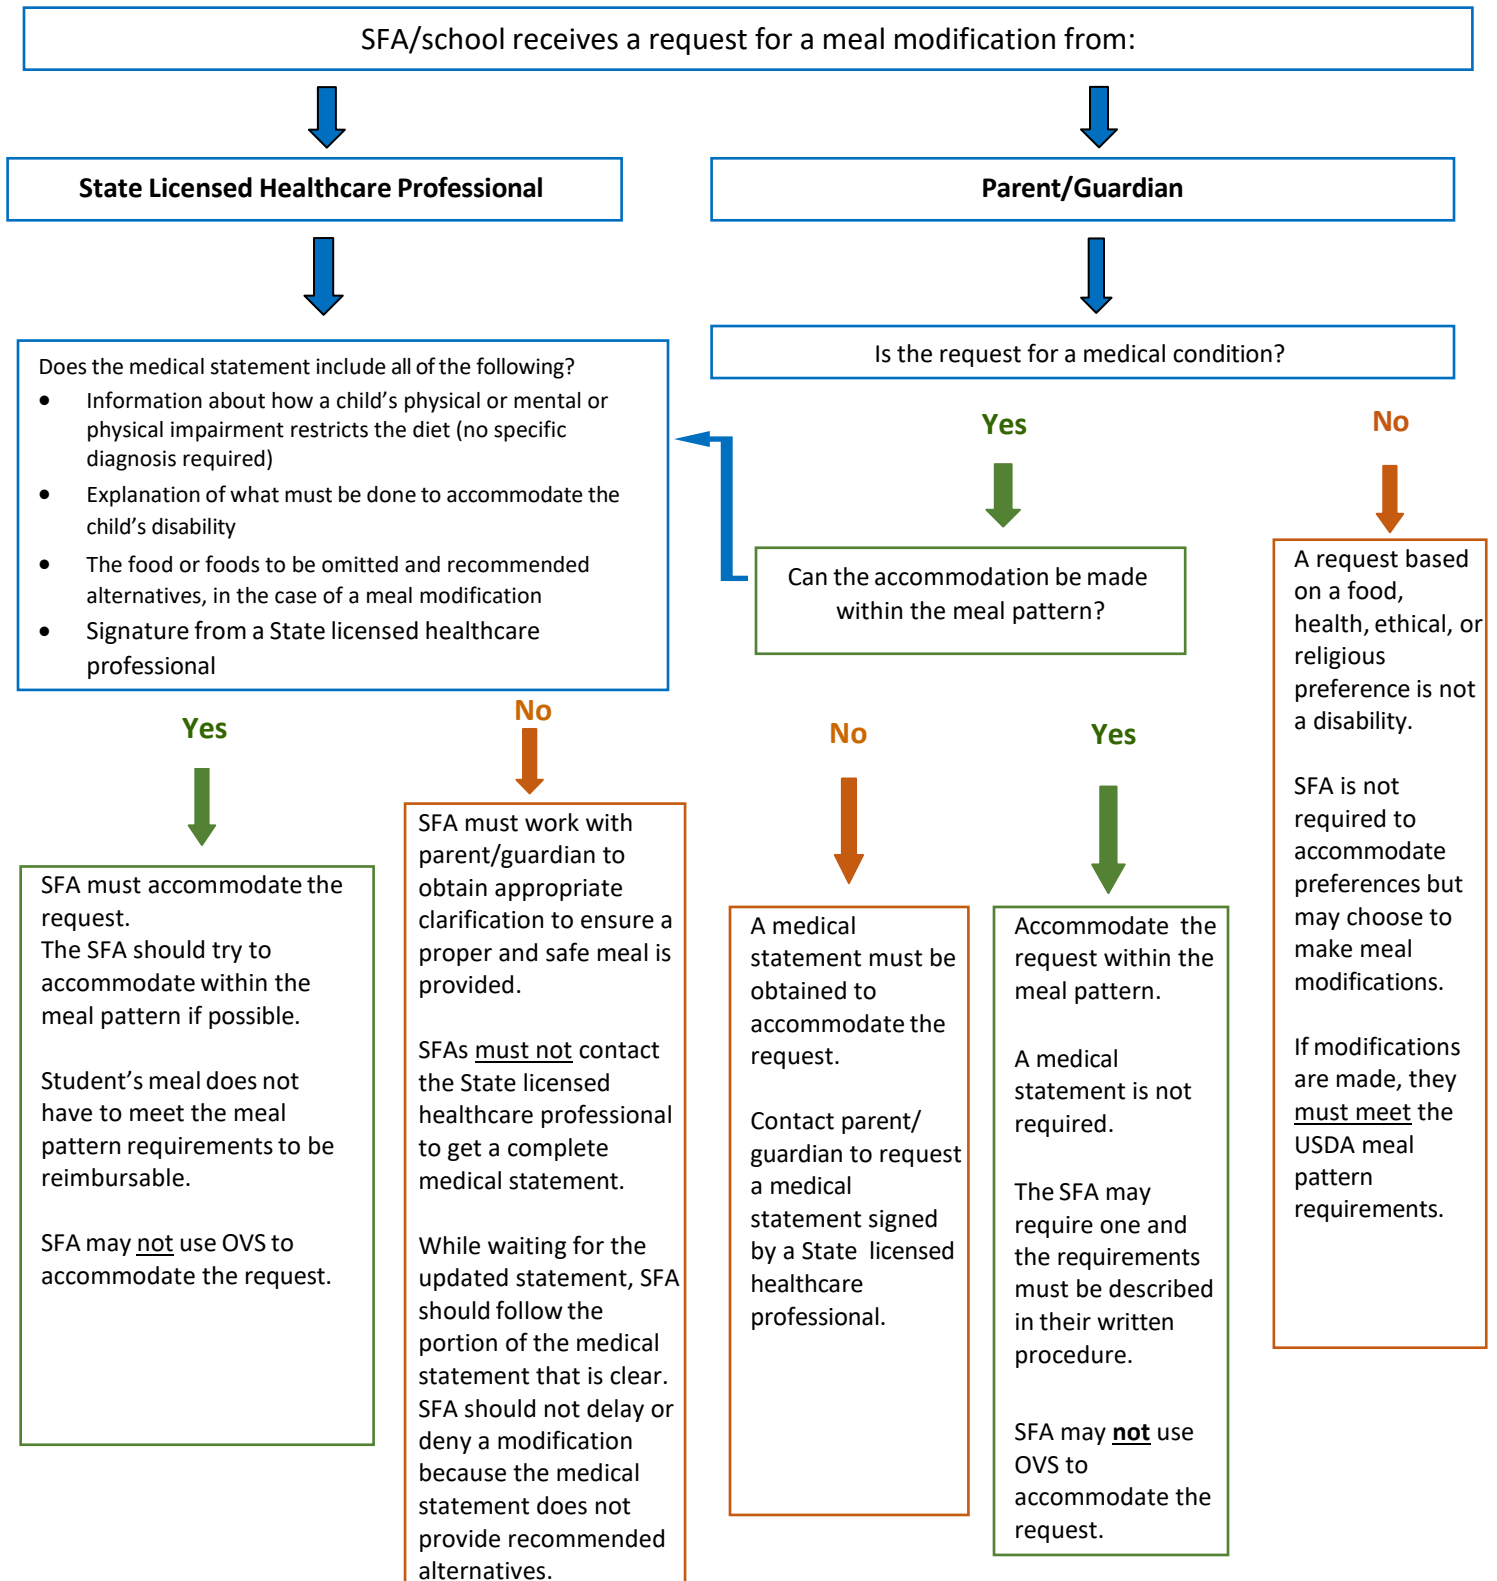 SFA/school receives a request for a meal modification from:
State Licensed Healthcare Professional
Parent/Guardian
Does the medical statement include all of the following?
• Information about how a child's physical or mental or
physical impairment restricts the diet (no specific
diagnosis required)
• Explanation of what must be done to accommodate the
child's disability
• The food or foods to be omitted and recommended
alternatives, in the case of a meal modification
• Signature from a State licensed healthcare
professional
Is the request for a medical condition?
Yes
No
Can the accommodation be made
within the meal pattern?
A request based
on a food,
health, ethical, or
religious
preference is not
a disability.
SFA is not
required to
accommodate
preferences but
may choose to
make meal
modifications.
If modifications
are made, they
must meet the
USDA meal
pattern
requirements.
Yes
No
No
Yes
SFA must accommodate the
request.
The SFA should try to
accommodate within the
meal pattern if possible.
Student's meal does not
have to meet the meal
pattern requirements to be
reimbursable.
SFA may not use OVS to
accommodate the request.
SFA must work with
parent/guardian to
obtain appropriate
clarification to ensure a
proper and safe meal is
provided.
SFAs must not contact
the State licensed
healthcare professional
to get a complete
medical statement.
While waiting for the
updated statement, SFA
should follow the
portion of the medical
statement that is clear.
SFA should not delay or
deny a modification
because the medical
statement does not
provide recommended
alternatives.
A medical
statement must be
obtained to
accommodate the
request.
Contact parent/
guardian to request
a medical
statement signed
by a State licensed
healthcare
professional.
Accommodate the
request within the
meal pattern.
A medical
statement is not
required.
The SFA may
require one and
the requirements
must be described
in their written
procedure.
SFA may not use
OVS to
accommodate the
request.